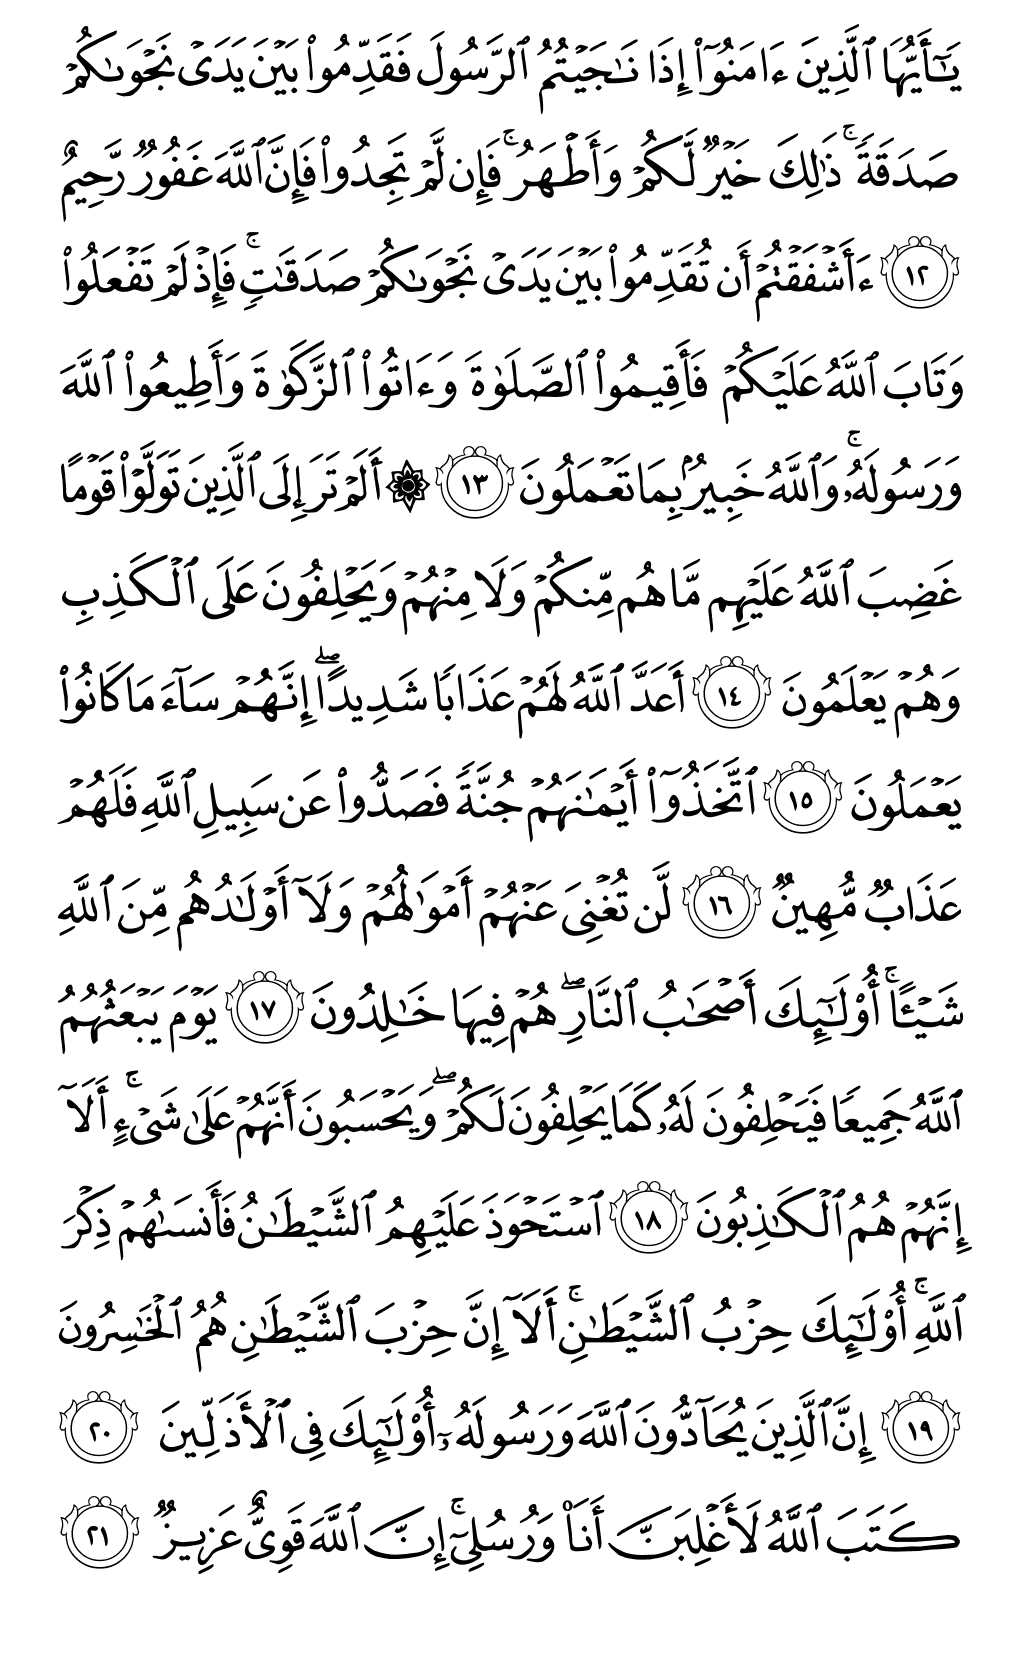 يَـٰٓأَيُّهَا ٱلَّذِينَ ءَامَنُوٓا۟ إِذَا نَـٰجَيْتُمُ ٱلرَّسُولَ فَقَدِّمُوا۟ بَيْنَ يَدَىْ نَجْوَىٰكُمْ
صَدَقَةً ۚ ذَٰلِكَ خَيْرٌ لَّكُمْ وَأَطْهَرُ ۚ فَإِن لَّمْ تَجِدُوا۟ فَإِنَّ ٱللَّهَ غَفُورٌ رَّحِيمٌ
١٢ ءَأَشْفَقْتُمْ أَن تُقَدِّمُوا۟ بَيْنَ يَدَىْ نَجْوَىٰكُمْ صَدَقَـٰتٍ ۚ فَإِذْ لَمْ تَفْعَلُوا۟
وَتَابَ ٱللَّهُ عَلَيْكُمْ فَأَقِيمُوا۟ ٱلصَّلَوٰةَ وَءَاتُوا۟ ٱلزَّكَوٰةَ وَأَطِيعُوا۟ ٱللَّهَ
وَرَسُولَهُۥ ۚ وَٱللَّهُ خَبِيرٌۢ بِمَا تَعْمَلُونَ ١٣ ۞ أَلَمْ تَرَ إِلَى ٱلَّذِينَ تَوَلَّوْا۟ قَوْمًا
غَضِبَ ٱللَّهُ عَلَيْهِم مَّا هُم مِّنكُمْ وَلَا مِنْهُمْ وَيَحْلِفُونَ عَلَى ٱلْكَذِبِ
وَهُمْ يَعْلَمُونَ ١٤ أَعَدَّ ٱللَّهُ لَهُمْ عَذَابًا شَدِيدًا ۖ إِنَّهُمْ سَآءَ مَا كَانُوا۟
يَعْمَلُونَ ١٥ ٱتَّخَذُوٓا۟ أَيْمَـٰنَهُمْ جُنَّةً فَصَدُّوا۟ عَن سَبِيلِ ٱللَّهِ فَلَهُمْ
عَذَابٌ مُّهِينٌ ١٦ لَّن تُغْنِىَ عَنْهُمْ أَمْوَٰلُهُمْ وَلَآ أَوْلَـٰدُهُم مِّنَ ٱللَّهِ
شَيْـًٔا ۚ أُو۟لَـٰٓئِكَ أَصْحَـٰبُ ٱلنَّارِ ۖ هُمْ فِيهَا خَـٰلِدُونَ ١٧ يَوْمَ يَبْعَثُهُمُ
ٱللَّهُ جَمِيعًا فَيَحْلِفُونَ لَهُۥ كَمَا يَحْلِفُونَ لَكُمْ ۖ وَيَحْسَبُونَ أَنَّهُمْ عَلَىٰ شَىْءٍ ۚ أَلَآ
إِنَّهُمْ هُمُ ٱلْكَـٰذِبُونَ ١٨ ٱسْتَحْوَذَ عَلَيْهِمُ ٱلشَّيْطَـٰنُ فَأَنسَىٰهُمْ ذِكْرَ
ٱللَّهِ ۚ أُو۟لَـٰٓئِكَ حِزْبُ ٱلشَّيْطَـٰنِ ۚ أَلَآ إِنَّ حِزْبَ ٱلشَّيْطَـٰنِ هُمُ ٱلْخَـٰسِرُونَ
١٩ إِنَّ ٱلَّذِينَ يُحَآدُّونَ ٱللَّهَ وَرَسُولَهُۥٓ أُو۟لَـٰٓئِكَ فِى ٱلْأَذَلِّينَ ٢٠
كَتَبَ ٱللَّهُ لَأَغْلِبَنَّ أَنَا۠ وَرُسُلِىٓ ۚ إِنَّ ٱللَّهَ قَوِىٌّ عَزِيزٌ ٢١